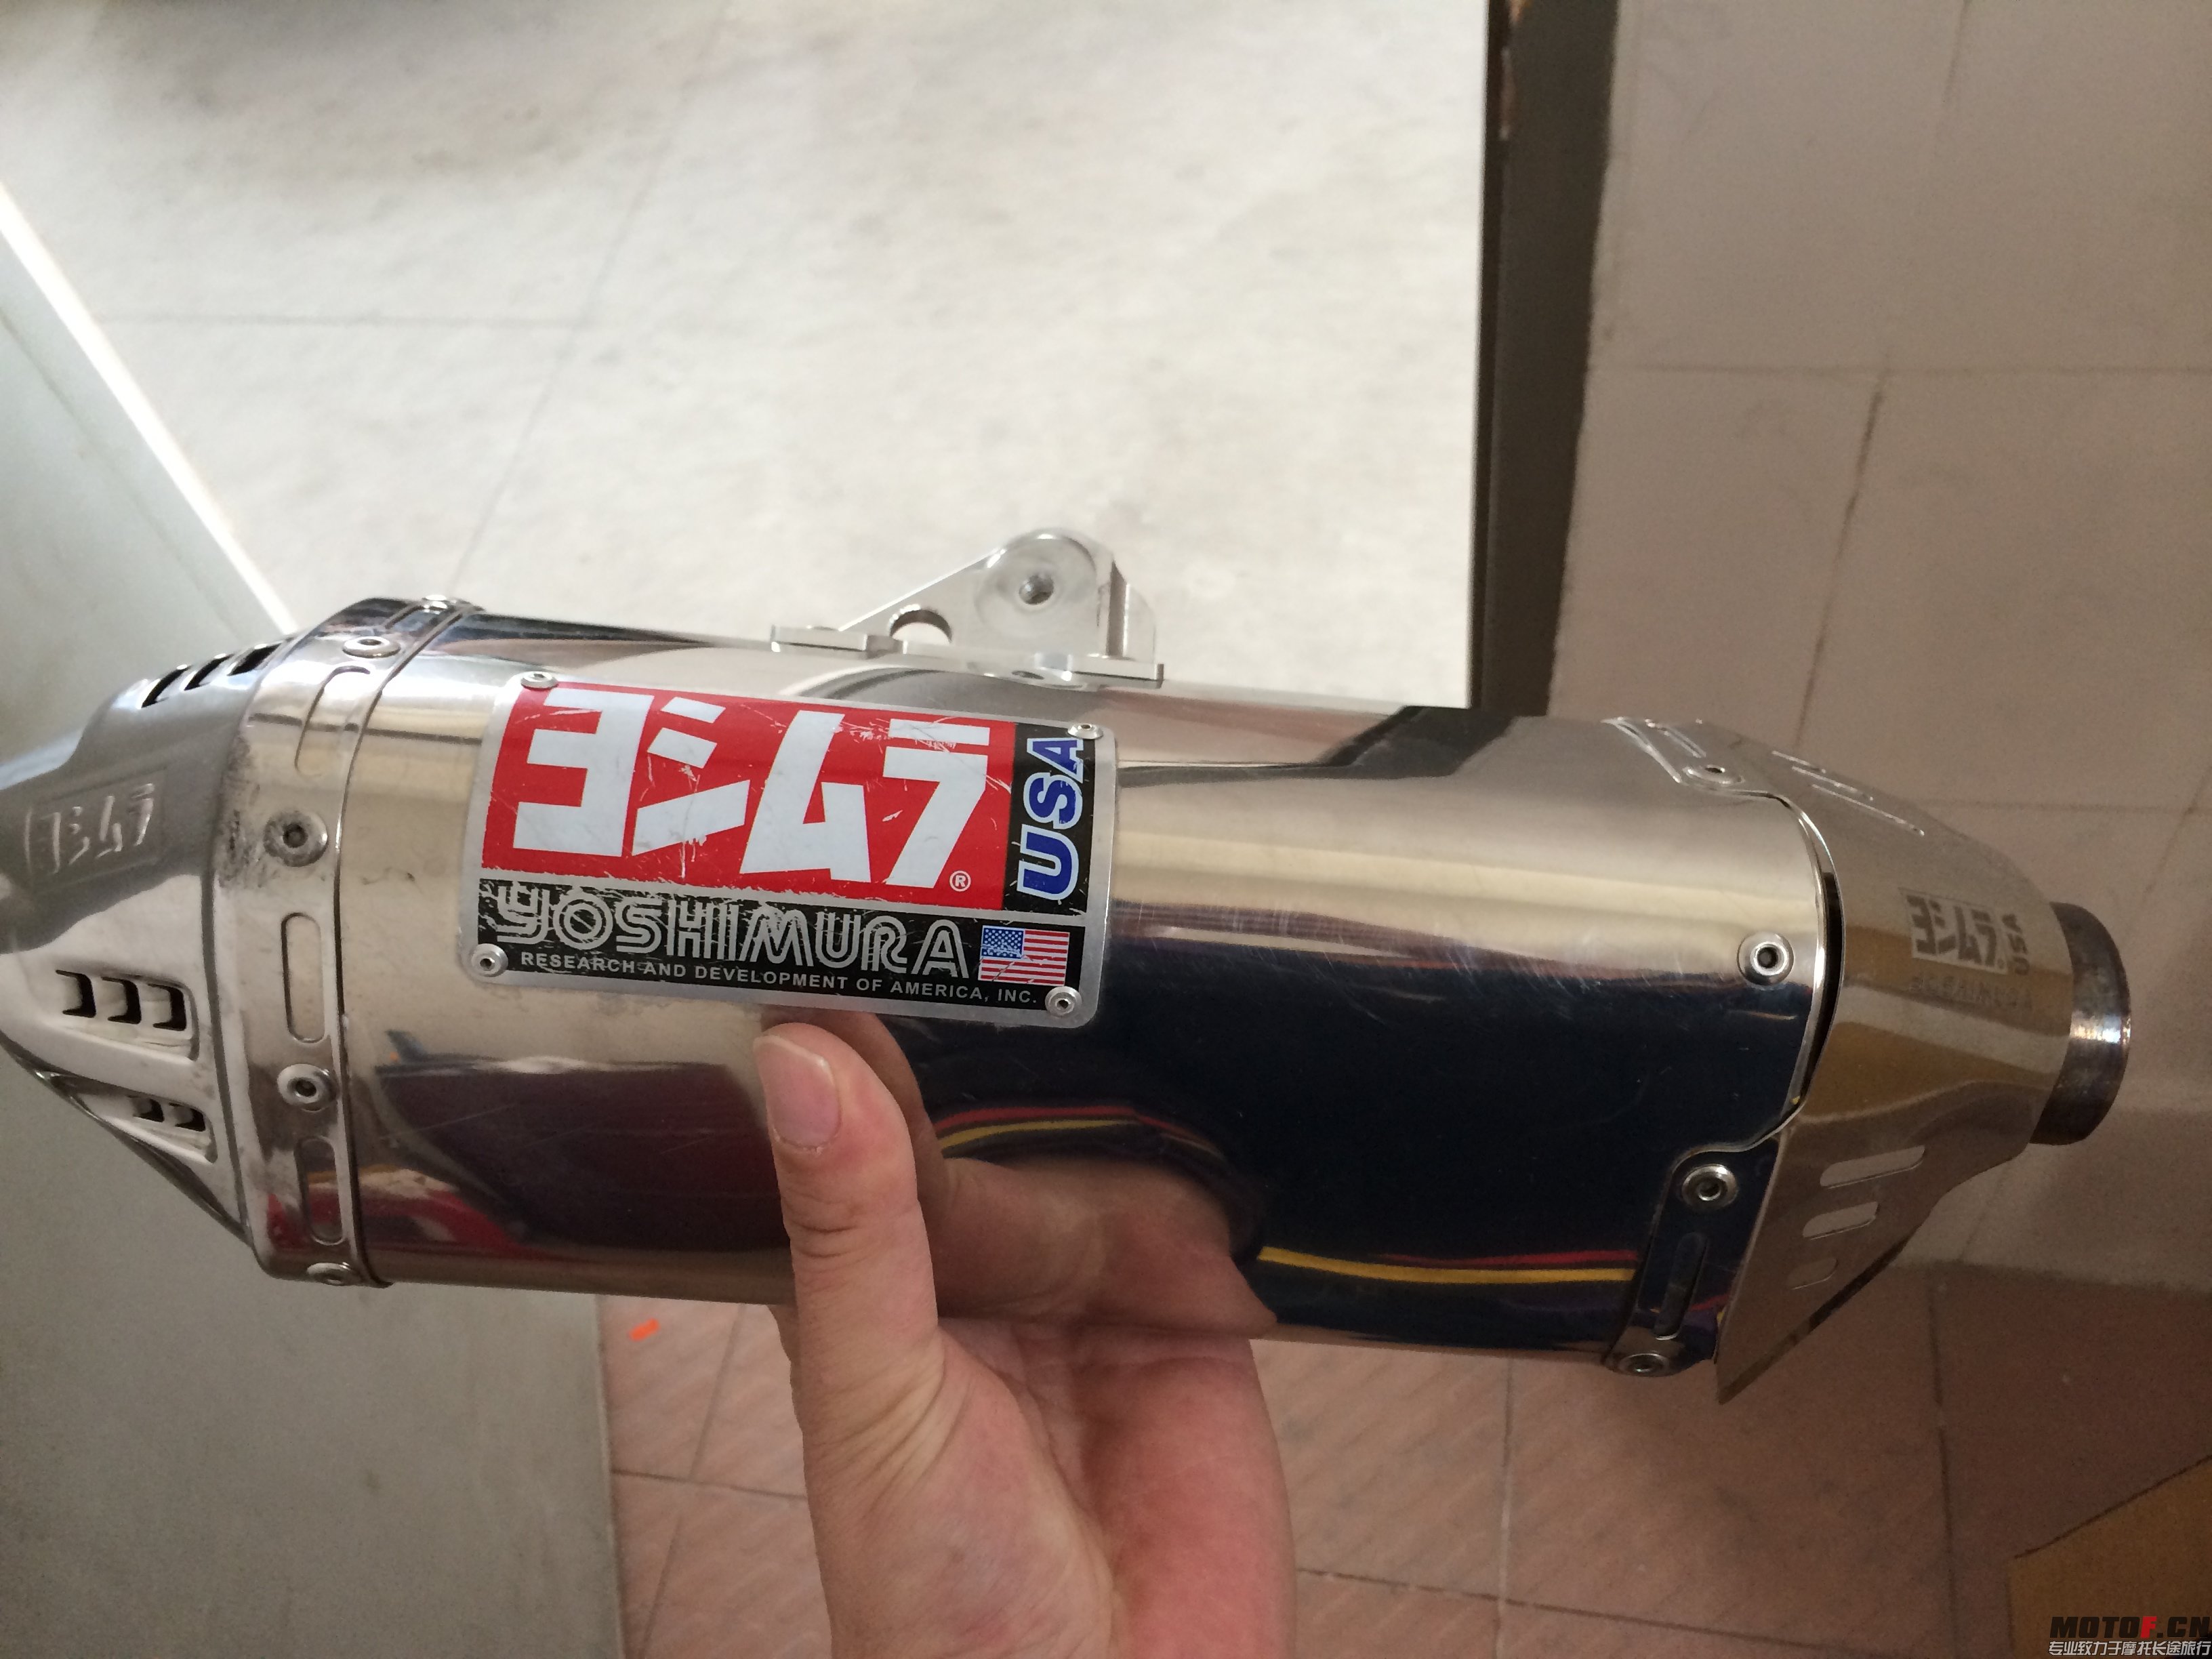 ヨシムラ
ヨシムラ®
USA
YOSHIMURA
RESEARCH AND DEVELOPMENT OF AMERICA, INC.
ヨシムラ
USA
YOSHIMURA
MOTOF.CN
专业致力于摩托长途旅行